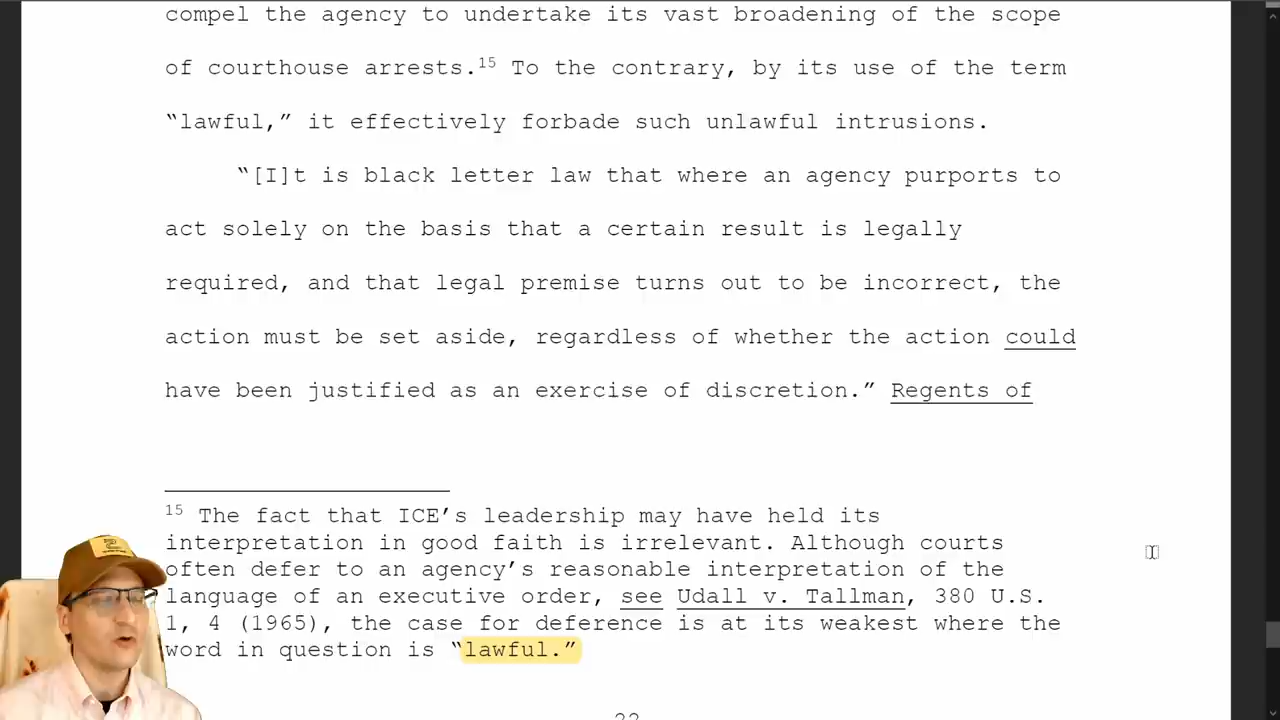 compel the agency to undertake its vast broadening of the scope
of courthouse arrests.15 To the contrary, by its use of the term
“lawful,” it effectively forbade such unlawful intrusions.
“[I]t is black letter law that where an agency purports to
act solely on the basis that a certain result is legally
required, and that legal premise turns out to be incorrect, the
action must be set aside, regardless of whether the action could
have been justified as an exercise of discretion.” Regents of
15 The fact that ICE’s leadership may have held its
interpretation in good faith is irrelevant. Although courts
often defer to an agency’s reasonable interpretation of the
language of an executive order, see Udall v. Tallman, 380 U.S.
1, 4 (1965), the case for deference is at its weakest where the
word in question is “lawful.”